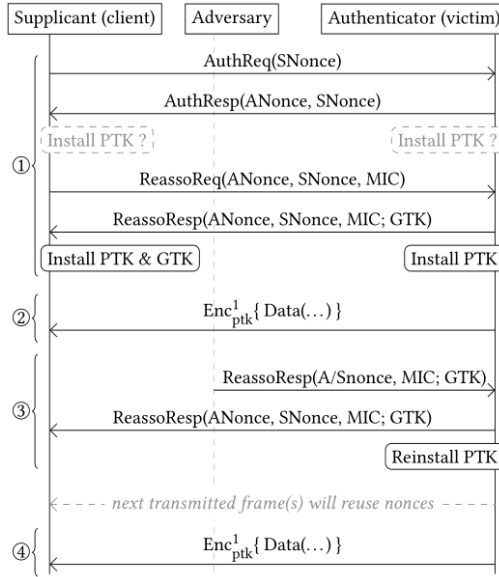 Supplicant (client) Adversary Authenticator (victim)
AuthReq(SNonce)
AuthResp(ANonce, SNonce)
Install PTK ? Install PTK ?
①
ReassoReq(ANonce, SNonce, MIC)
ReassoResp(ANonce, SNonce, MIC; GTK)
Install PTK & GTK Install PTK
② Enc¹ₚₜₖ{ Data(…) }
ReassoResp(A/Snonce, MIC; GTK)
③ ReassoResp(ANonce, SNonce, MIC; GTK)
Reinstall PTK
next transmitted frame(s) will reuse nonces
④ Enc¹ₚₜₖ{ Data(…) }